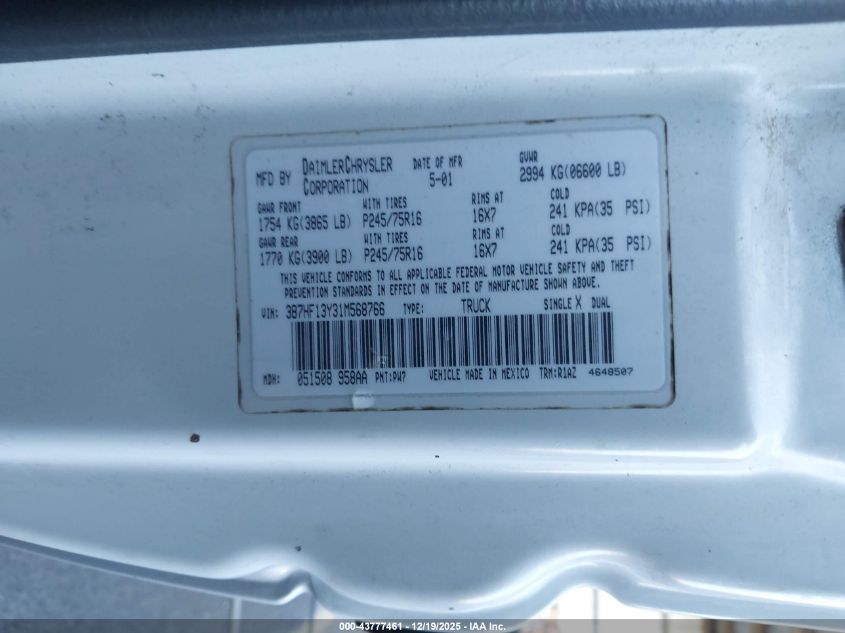 MFD BY DAIMLERCHRYSLER CORPORATION DATE OF MFR 5-01 GVWR 2994 KG(06600 LB)
GAWR FRONT WITH TIRES RIMS AT COLD
1754 KG(3865 LB) P245/75R16 16X7 241 KPA(35 PSI)
GAWR REAR WITH TIRES RIMS AT COLD
1770 KG(3900 LB) P245/75R16 16X7 241 KPA(35 PSI)
THIS VEHICLE CONFORMS TO ALL APPLICABLE FEDERAL MOTOR VEHICLE SAFETY AND THEFT
PREVENTION STANDARDS IN EFFECT ON THE DATE OF MANUFACTURE SHOWN ABOVE.
VIN: 3B7HF13Y31M568766 TYPE: TRUCK SINGLE X DUAL
MDH: 051508 958AA PNT:PW7 VEHICLE MADE IN MEXICO TRM:R1AZ 4648507
000-43777461 - 12/19/2025 - IAA Inc.